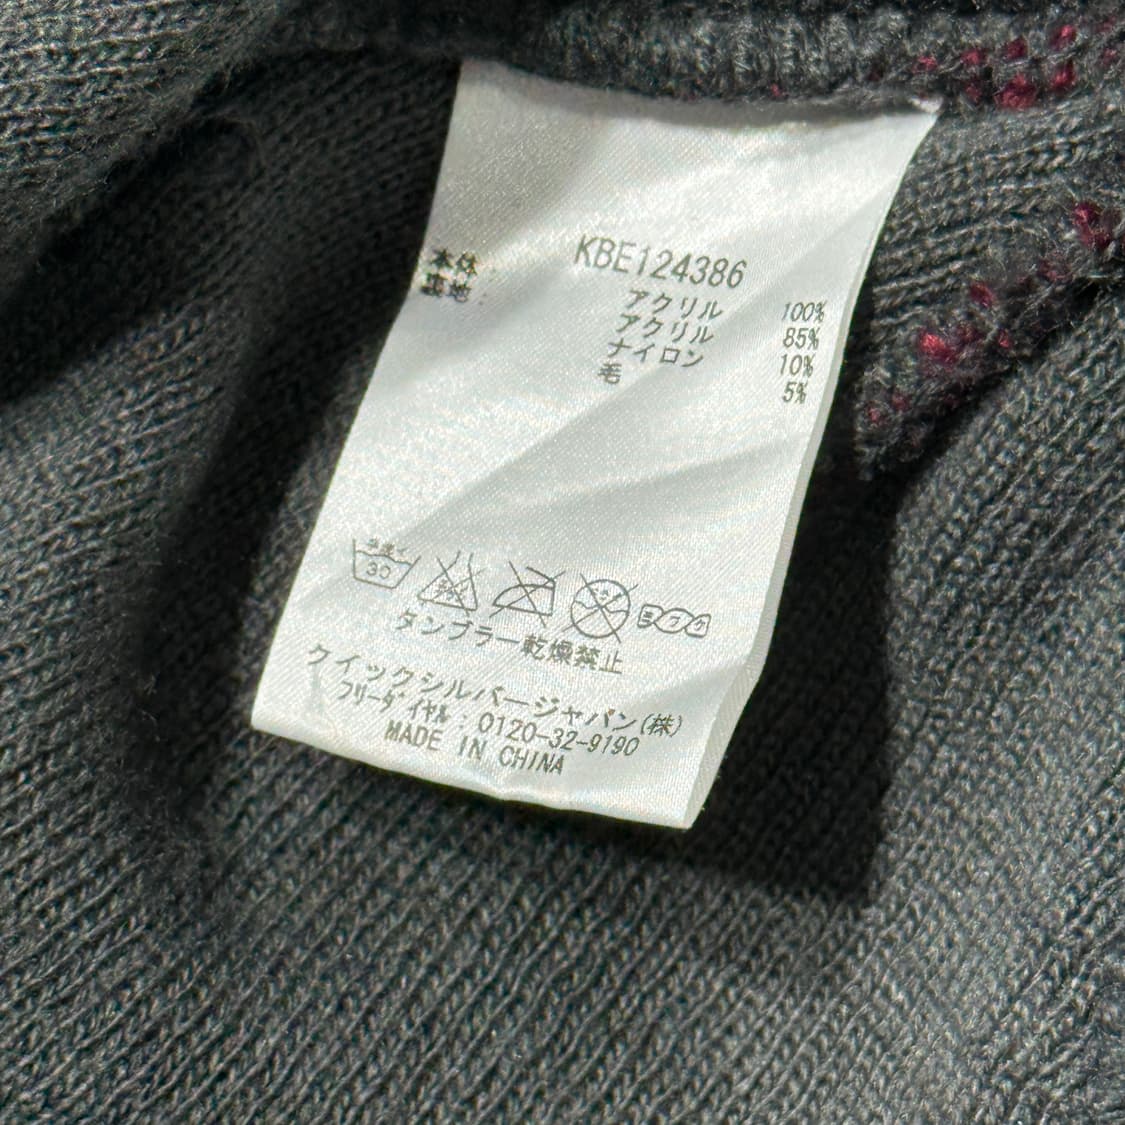 KBE124386
本体: アクリル 100%
裏地: アクリル 85%
ナイロン 10%
毛 5%
30
タンブラー乾燥禁止
クイックシルバージャパン(株)
フリーダイヤル:0120-32-9190
MADE IN CHINA